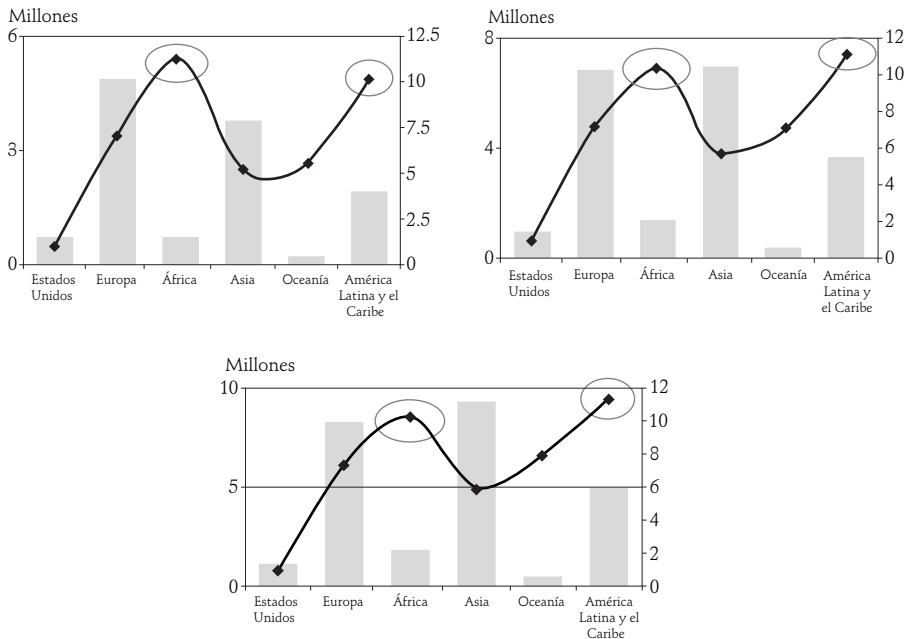 Millones
6
3
0
12.5
10
7.5
5
2.5
0
Estados Unidos
Europa
África
Asia
Oceanía
América Latina y el Caribe
Millones
8
4
0
12
10
8
6
4
2
0
Estados Unidos
Europa
África
Asia
Oceanía
América Latina y el Caribe
Millones
10
5
0
12
10
8
6
4
2
0
Estados Unidos
Europa
África
Asia
Oceanía
América Latina y el Caribe